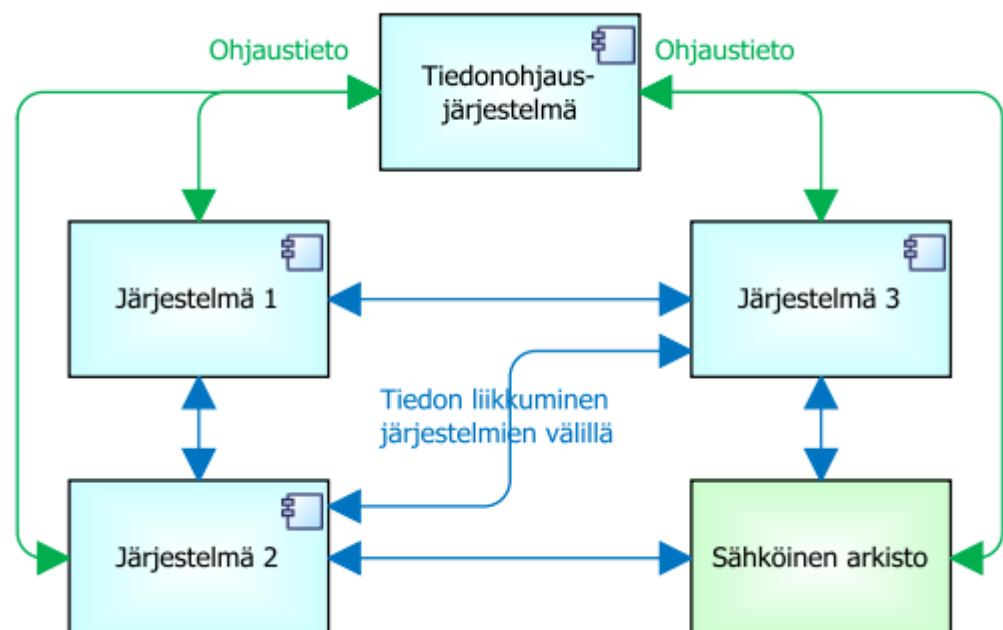 Ohjaustieto
Tiedonohjaus-
järjestelmä
Ohjaustieto
Järjestelmä 1
Järjestelmä 3
Tiedon liikkuminen
järjestelmien välillä
Järjestelmä 2
Sähköinen arkisto